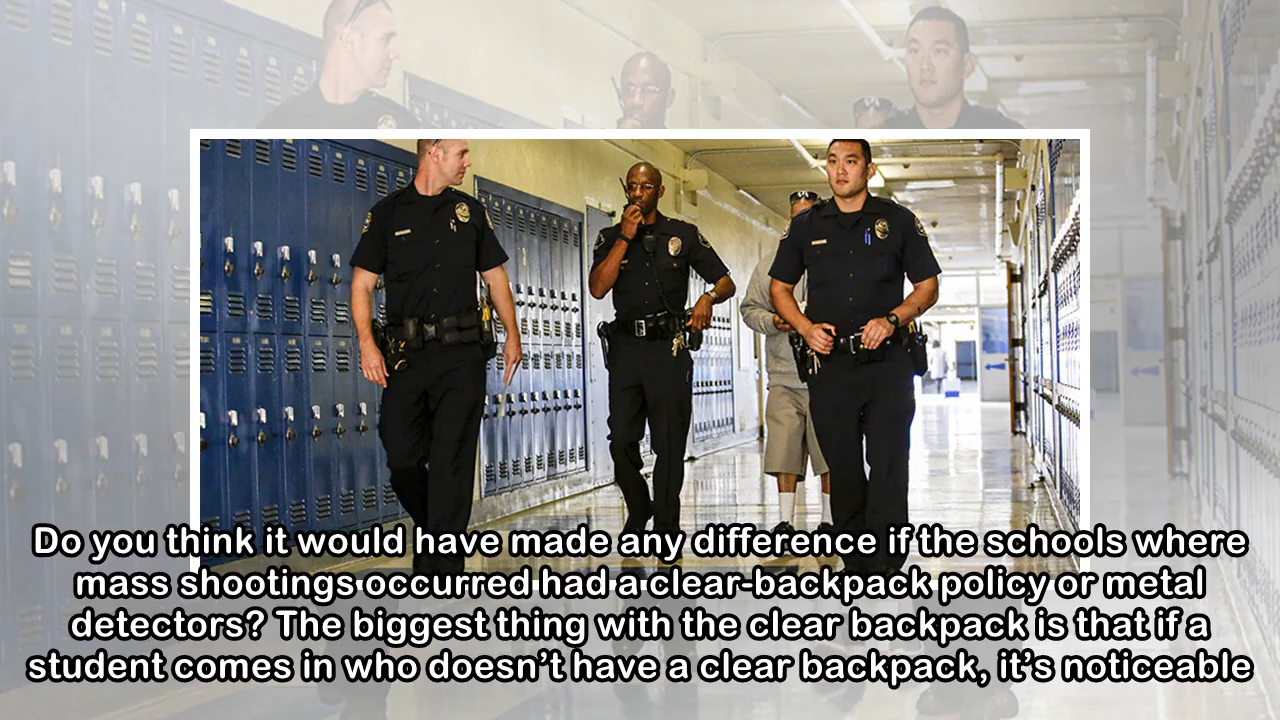 Do you think it would have made any difference if the schools where
mass shootings occurred had a clear-backpack policy or metal
detectors? The biggest thing with the clear backpack is that if a
student comes in who doesn’t have a clear backpack, it’s noticeable